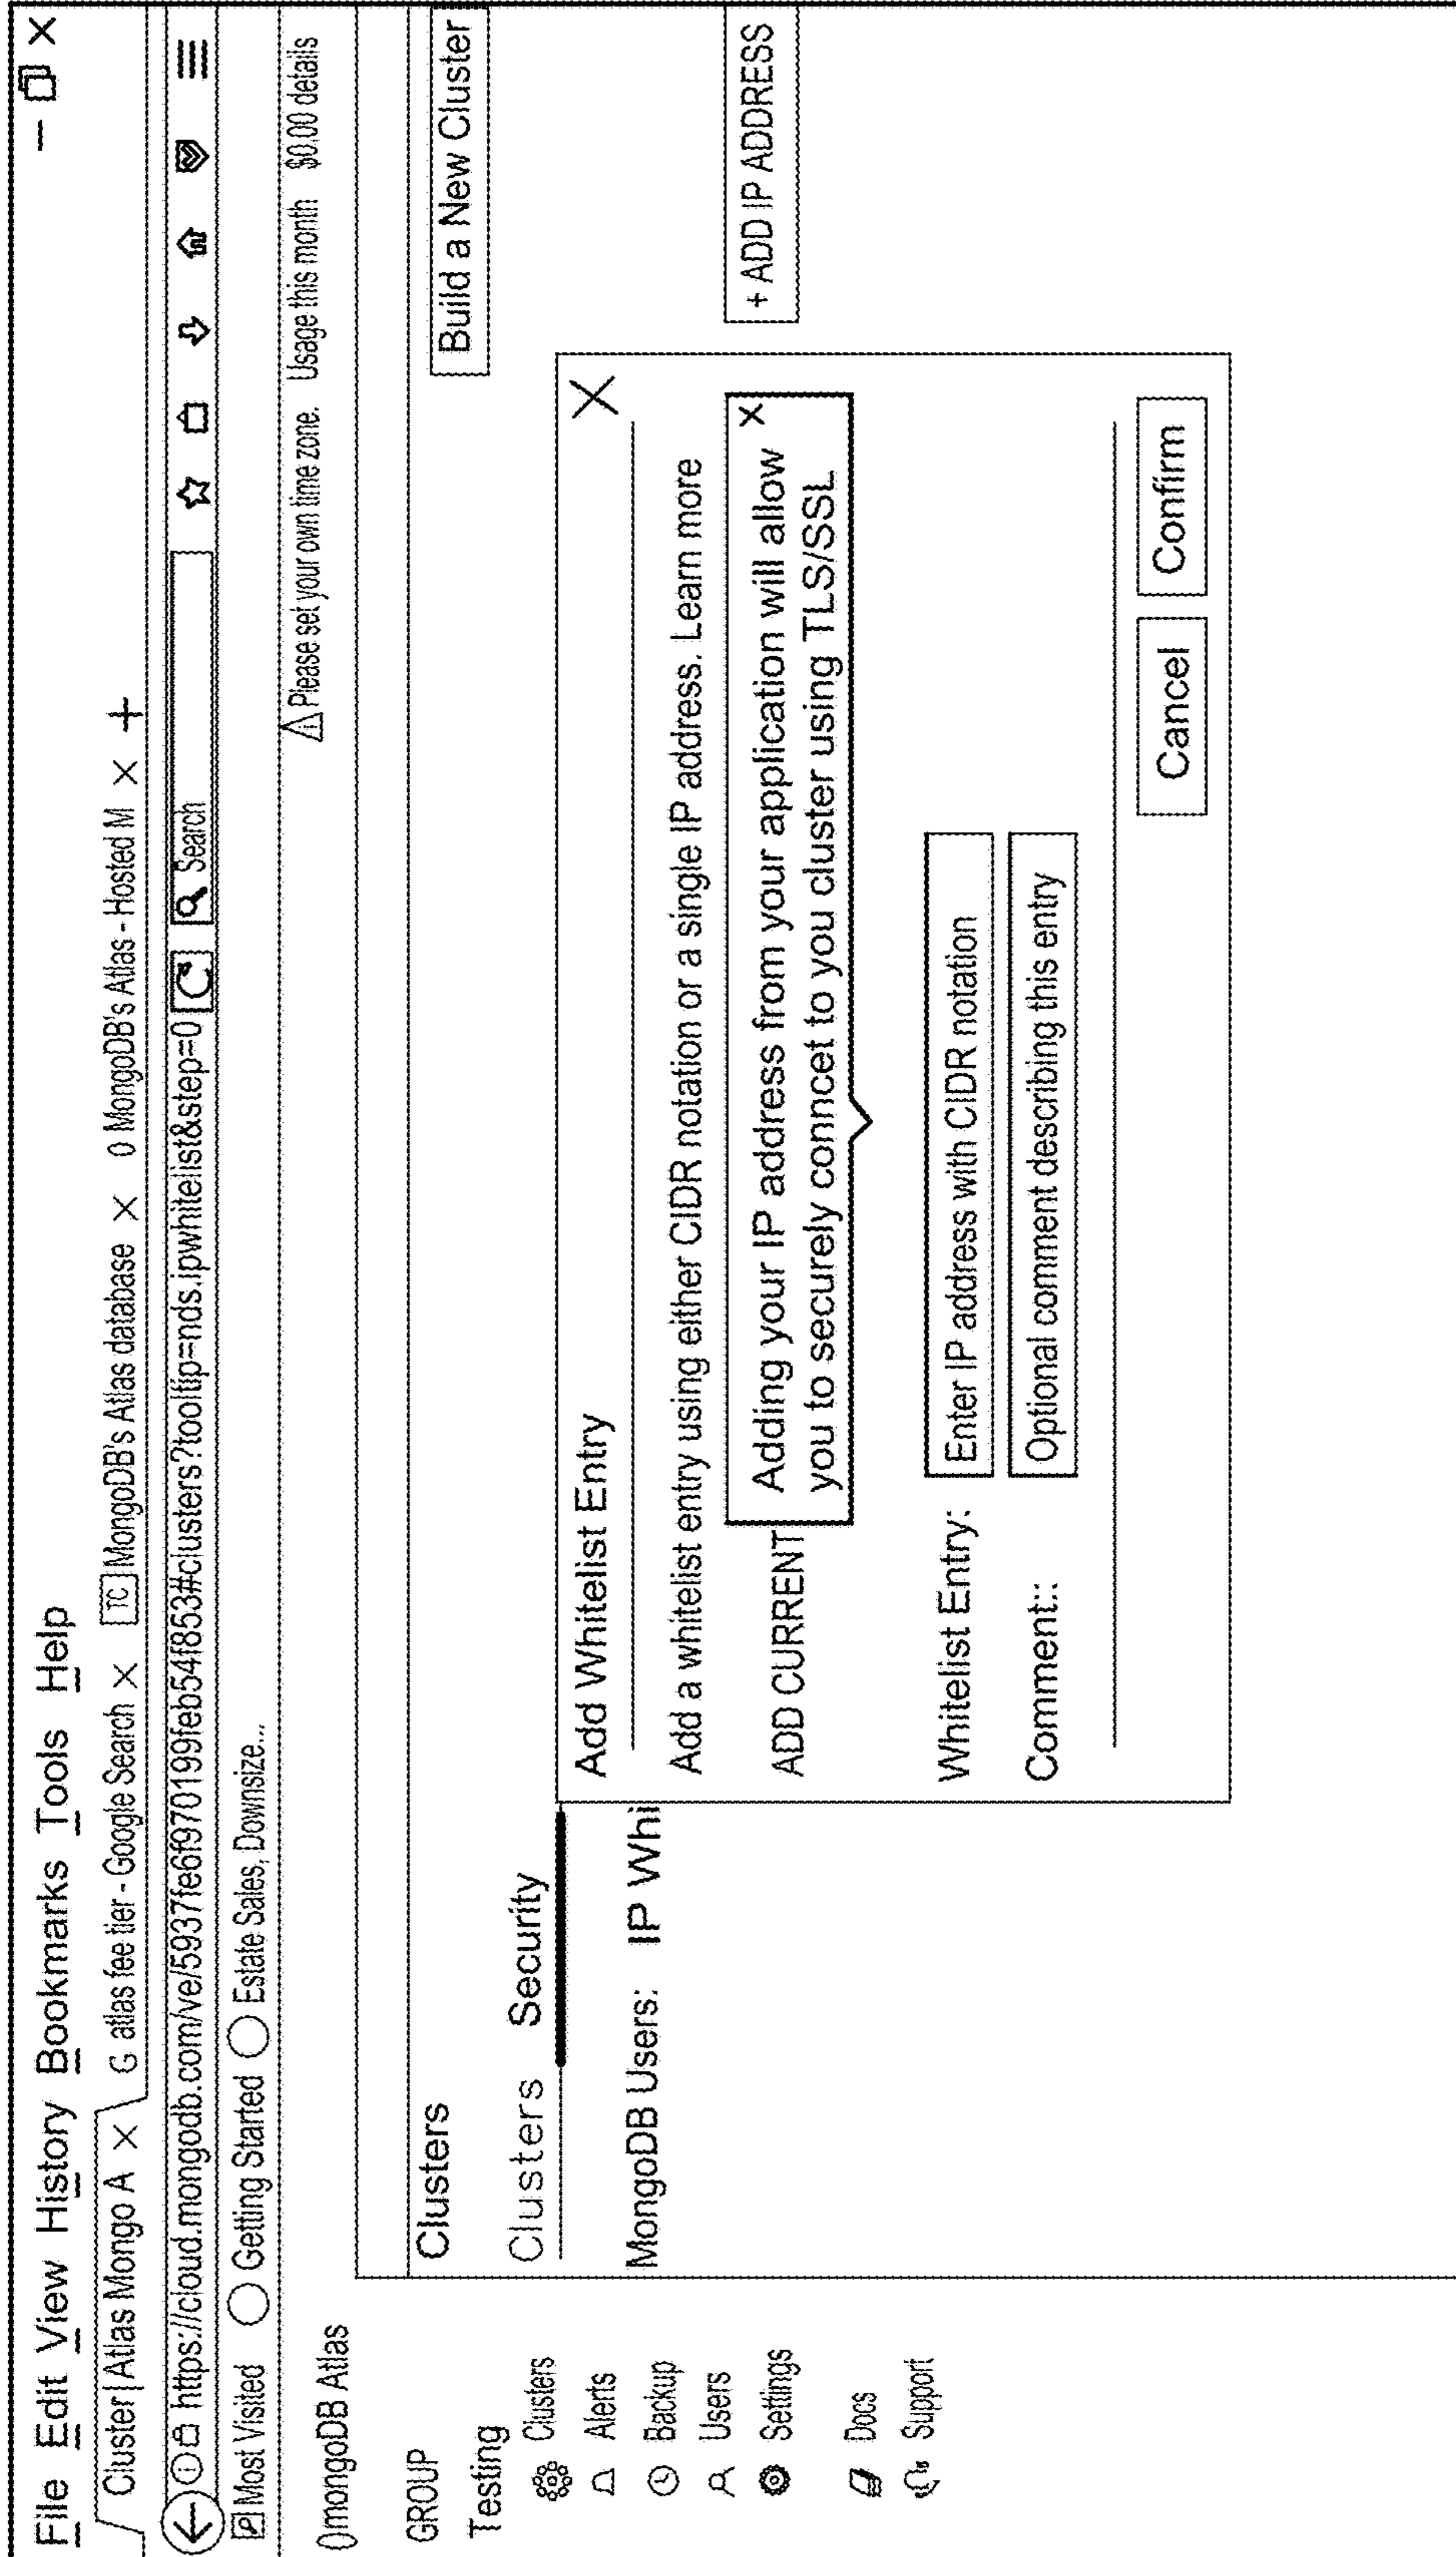 File Edit View History Bookmarks Tools Help
Cluster|Atlas Mongo A × G atlas fee tier - Google Search × TC MongoDB's Atlas database × 0 MongoDB's Atlas - Hosted M × +
https://cloud.mongodb.com/ve/5937fe6f970199feb54f853#clusters?tooltip=nds.ipwhitelist&step=0 Search
Most Visited Getting Started Estate Sales, Downsize...
()mongoDB Atlas
Please set your own time zone. Usage this month $0.00 details
GROUP
Testing
Clusters
Alerts
Backup
Users
Settings
Docs
Support
Clusters
Build a New Cluster
Clusters Security
MongoDB Users: IP Whi
+ ADD IP ADDRESS
Add Whitelist Entry X
Add a whitelist entry using either CIDR notation or a single IP address. Learn more
ADD CURRENT
Adding your IP address from your application will allow ×
you to securely conncet to you cluster using TLS/SSL
Whitelist Entry: Enter IP address with CIDR notation
Comment:: Optional comment describing this entry
Cancel Confirm